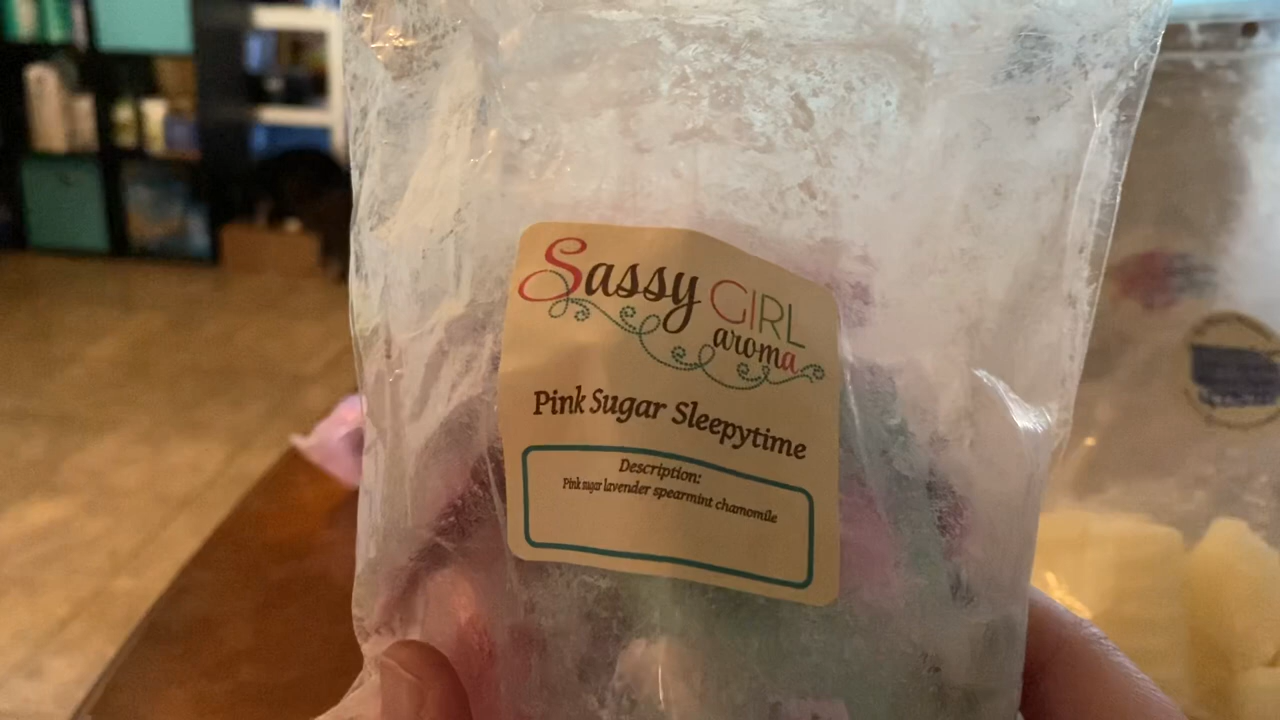 Sassy GIRL
aroma
Pink Sugar Sleepytime
Description:
Pink sugar lavender spearmint chamomile